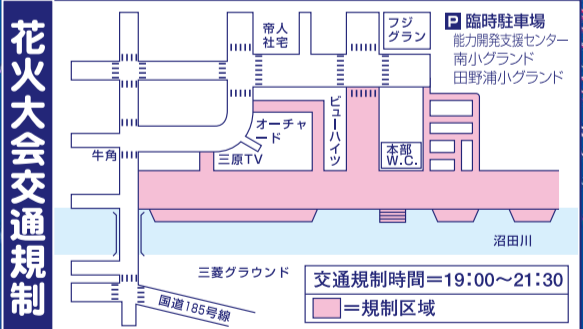 花火大会交通規制
帝人
社宅
フジ
グラン
P 臨時駐車場
能力開発支援センター
南小グランド
田野浦小グランド
オーチャ
ード
ビューハイツ
牛角
三原TV
本部
W.C.
沼田川
三菱グラウンド
国道185号線
交通規制時間＝19:00〜21:30
＝規制区域